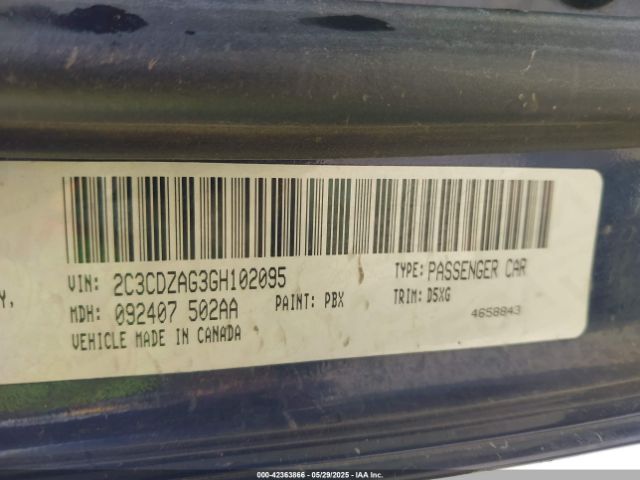 Y,
VIN: 2C3CDZAG3GH102095
TYPE: PASSENGER CAR
MDH: 092407 502AA
PAINT: PBX
TRIM: D5XG
4658843
VEHICLE MADE IN CANADA
000-42363866 - 05/29/2025 - IAA Inc.